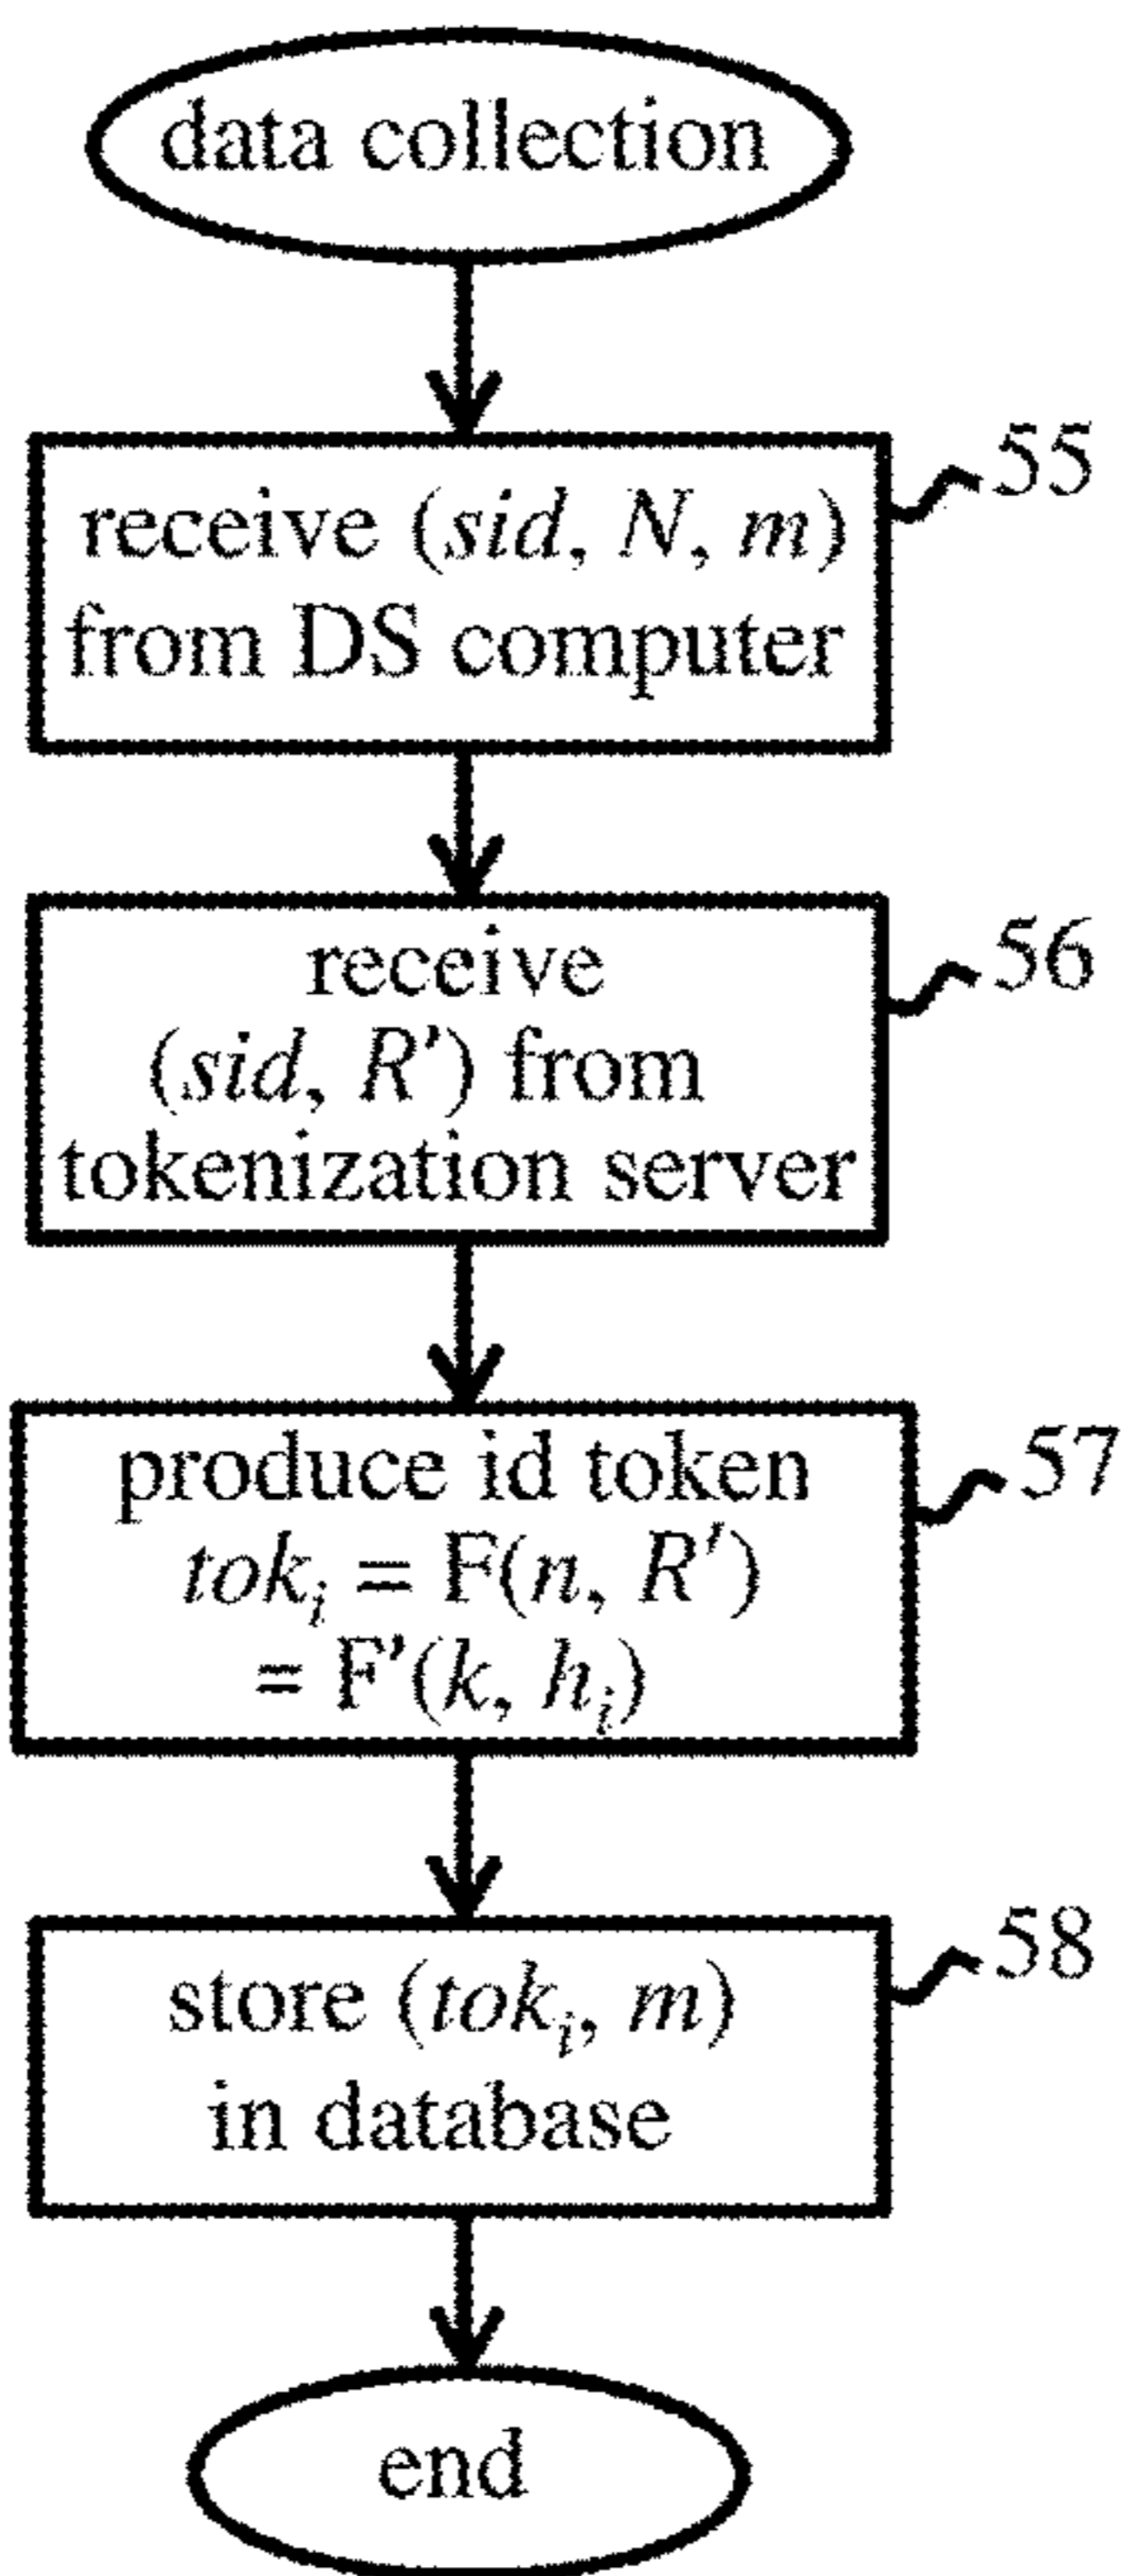 data collection
receive (sid, N, m)
from DS computer
55
receive
(sid, R') from
tokenization server
56
produce id token
tokᵢ = F(n, R')
= F'(k, hᵢ)
57
store (tokᵢ, m)
in database
58
end